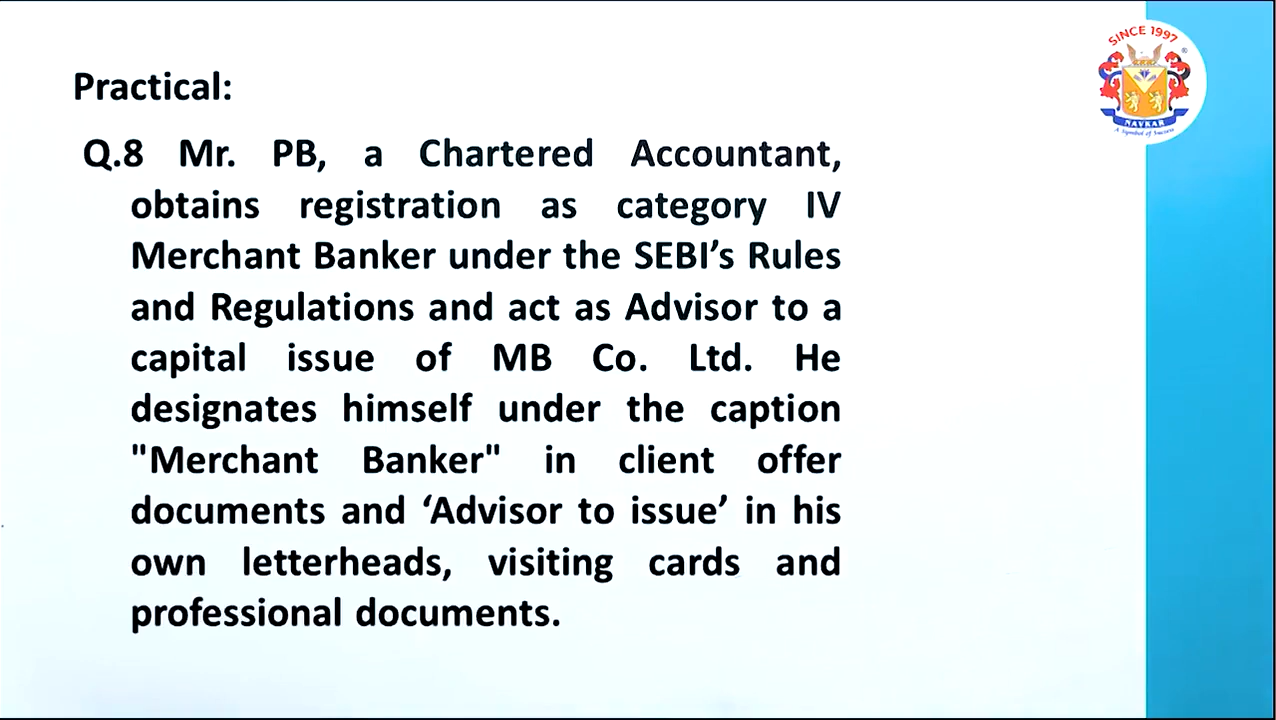 SINCE 1997
®
NAVKAR
A Symbol of Success
Practical:
Q.8 Mr. PB, a Chartered Accountant,
obtains registration as category IV
Merchant Banker under the SEBI’s Rules
and Regulations and act as Advisor to a
capital issue of MB Co. Ltd. He
designates himself under the caption
"Merchant Banker" in client offer
documents and ‘Advisor to issue’ in his
own letterheads, visiting cards and
professional documents.